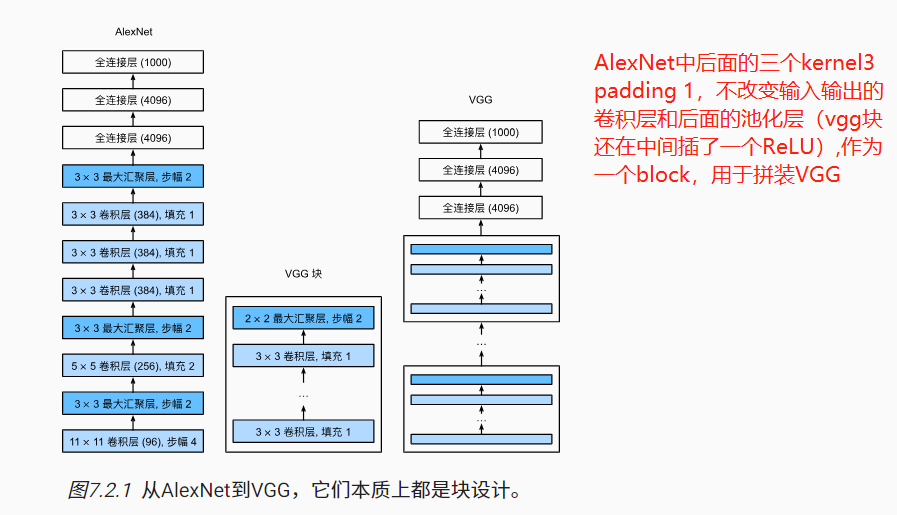 AlexNet
全连接层 (1000)
全连接层 (4096)
全连接层 (4096)
3 × 3 最大汇聚层, 步幅 2
3 × 3 卷积层 (384), 填充 1
3 × 3 卷积层 (384), 填充 1
3 × 3 卷积层 (384), 填充 1
3 × 3 最大汇聚层, 步幅 2
5 × 5 卷积层 (256), 填充 2
3 × 3 最大汇聚层, 步幅 2
11 × 11 卷积层 (96), 步幅 4
VGG 块
2 × 2 最大汇聚层, 步幅 2
3 × 3 卷积层, 填充 1
...
3 × 3 卷积层, 填充 1
VGG
全连接层 (1000)
全连接层 (4096)
全连接层 (4096)
...
...
...
AlexNet中后面的三个kernel3
padding 1，不改变输入输出的
卷积层和后面的池化层（vgg块
还在中间插了一个ReLU）,作为
一个block，用于拼装VGG
图7.2.1 从AlexNet到VGG，它们本质上都是块设计。